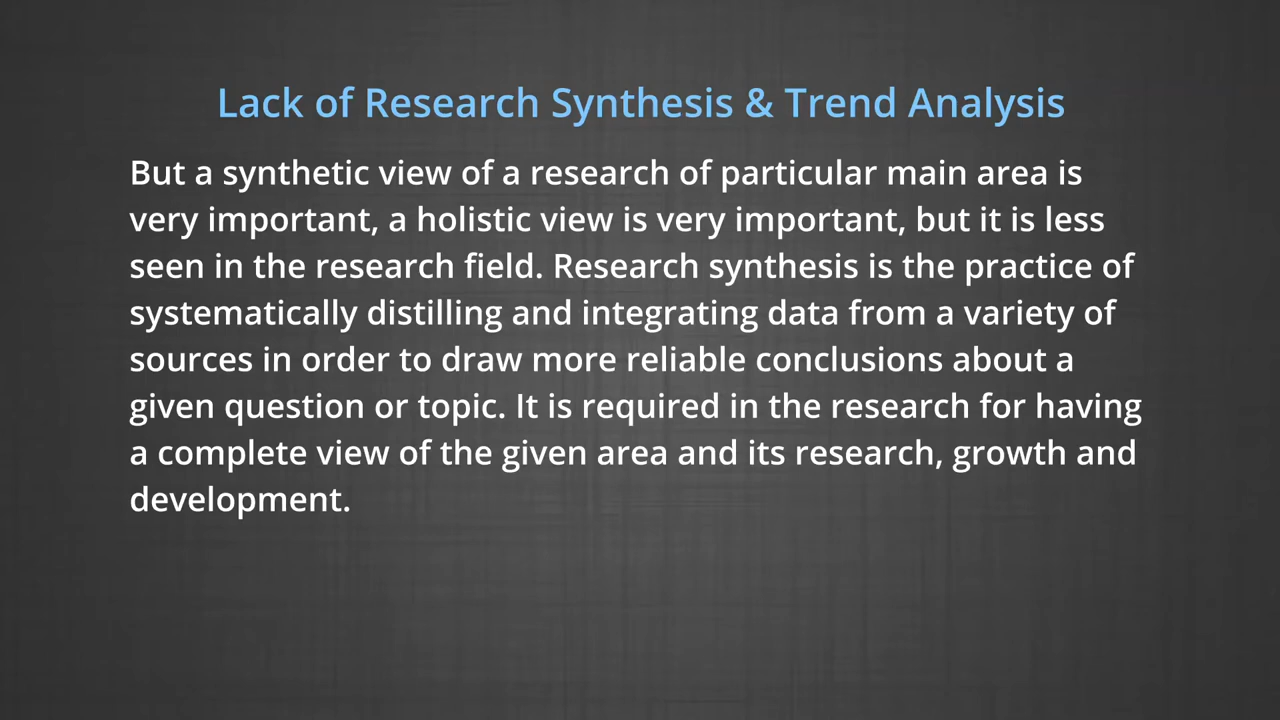 Lack of Research Synthesis & Trend Analysis
But a synthetic view of a research of particular main area is
very important, a holistic view is very important, but it is less
seen in the research field. Research synthesis is the practice of
systematically distilling and integrating data from a variety of
sources in order to draw more reliable conclusions about a
given question or topic. It is required in the research for having
a complete view of the given area and its research, growth and
development.